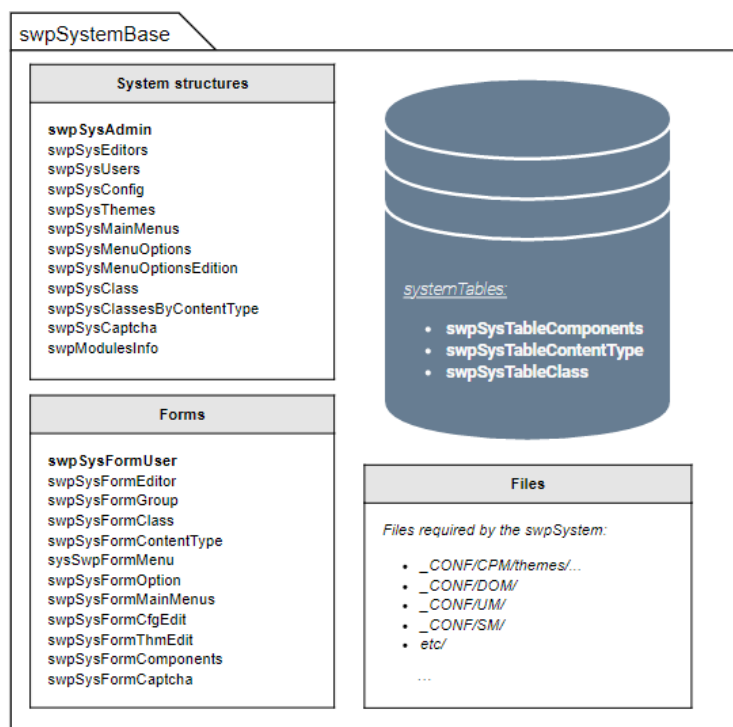 swpSystemBase
System structures
swpSysAdmin
swpSysEditors
swpSysUsers
swpSysConfig
swpSysThemes
swpSysMainMenus
swpSysMenuOptions
swpSysMenuOptionsEdition
swpSysClass
swpSysClassesByContentType
swpSysCaptcha
swpModulesInfo
systemTables:
• swpSysTableComponents
• swpSysTableContentType
• swpSysTableClass
Forms
swpSysFormUser
swpSysFormEditor
swpSysFormGroup
swpSysFormClass
swpSysFormContentType
sysSwpFormMenu
swpSysFormOption
swpSysFormMainMenus
swpSysFormCfgEdit
swpSysFormThmEdit
swpSysFormComponents
swpSysFormCaptcha
Files
Files required by the swpSystem:
• _CONF/CPM/themes/...
• _CONF/DOM/
• _CONF/UM/
• _CONF/SM/
• etc/
...